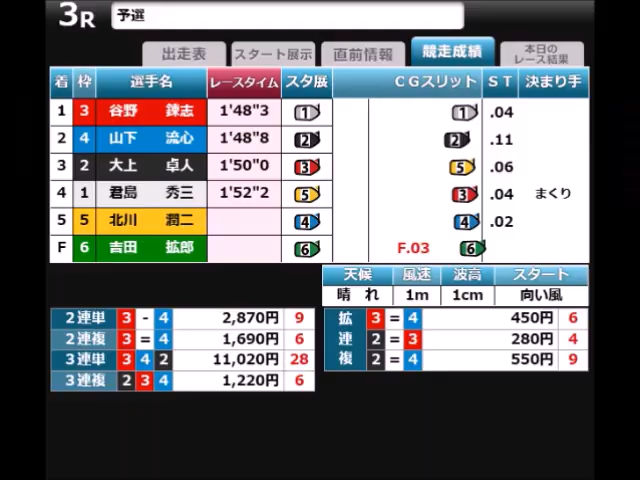 3R 予選
出走表 スタート展示 直前情報 競走成績 本日の
レース結果
着 枠 選手名 レースタイム スタ展 CGスリット ST 決まり手
1 3 谷野 錬志 1'48"3 1 1 .04
2 4 山下 流心 1'48"8 2 2 .11
3 2 大上 卓人 1'50"0 3 5 .06
4 1 君島 秀三 1'52"2 5 3 .04 まくり
5 5 北川 潤二 4 4 .02
F 6 吉田 拡郎 6 F.03 6
天候 風速 波高 スタート
晴れ 1m 1cm 向い風
2連単 3 - 4 2,870円 9
2連複 3 = 4 1,690円 6
3連単 3 4 2 11,020円 28
3連複 2 3 4 1,220円 6
拡 3 = 4 450円 6
連 2 = 3 280円 4
複 2 = 4 550円 9